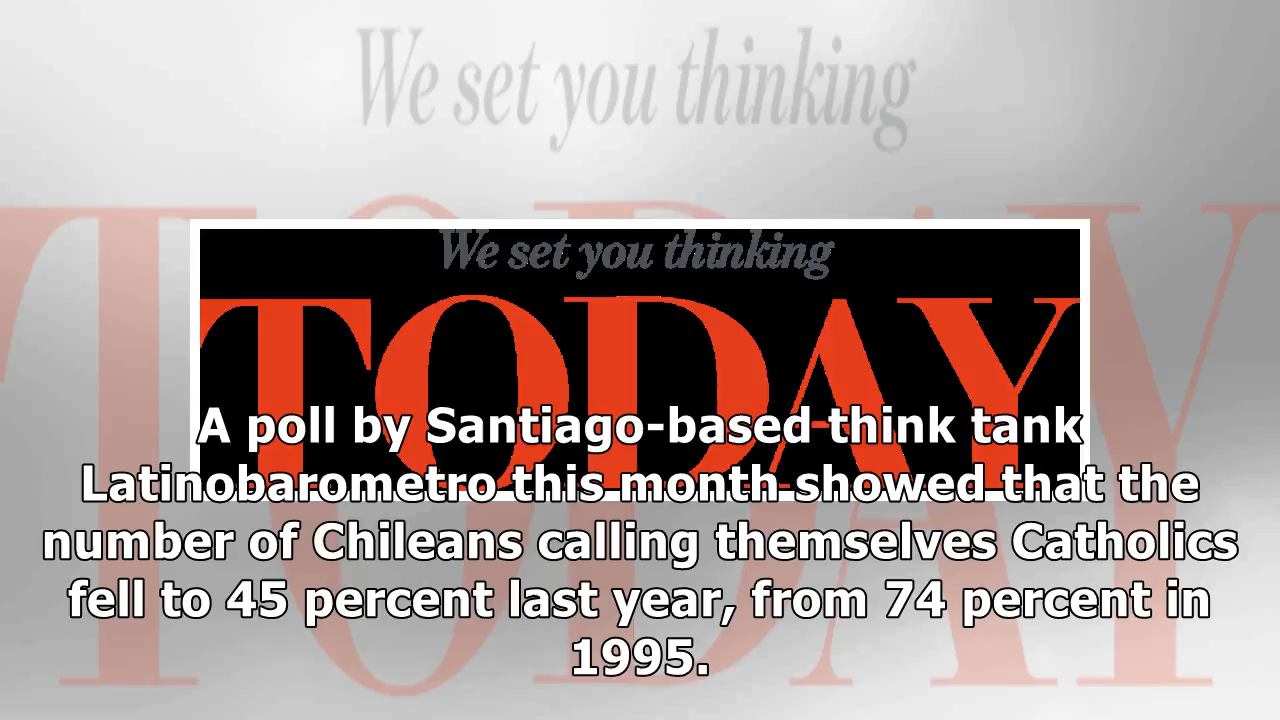 We set you thinking
TODAY
We set you thinking
TODAY
A poll by Santiago-based think tank
Latinobarometro this month showed that the
number of Chileans calling themselves Catholics
fell to 45 percent last year, from 74 percent in
1995.